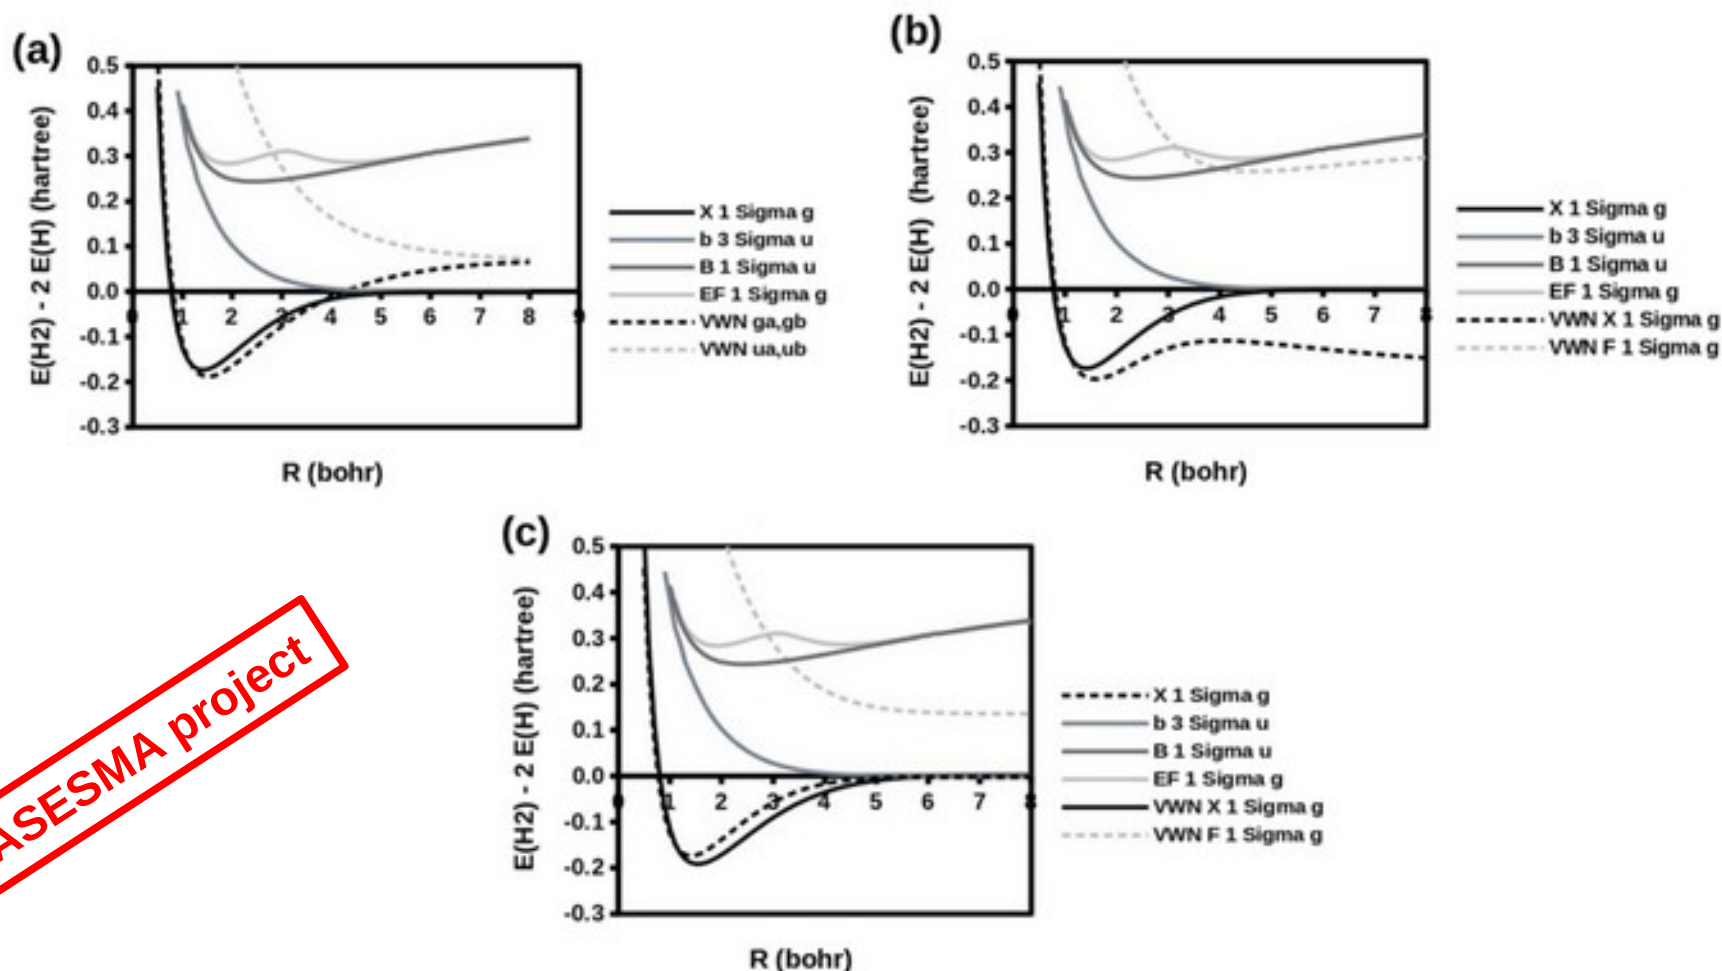 (a)
0.5
0.4
0.3
0.2
0.1
0.0
-0.1
-0.2
-0.3
0 1 2 3 4 5 6 7 8 9
E(H2) - 2 E(H) (hartree)
R (bohr)
X 1 Sigma g
b 3 Sigma u
B 1 Sigma u
EF 1 Sigma g
VWN ga,gb
VWN ua,ub
(b)
0.5
0.4
0.3
0.2
0.1
0.0
-0.1
-0.2
-0.3
0 1 2 3 4 5 6 7 8
E(H2) - 2 E(H) (hartree)
R (bohr)
X 1 Sigma g
b 3 Sigma u
B 1 Sigma u
EF 1 Sigma g
VWN X 1 Sigma g
VWN F 1 Sigma g
(c)
0.5
0.4
0.3
0.2
0.1
0.0
-0.1
-0.2
-0.3
0 1 2 3 4 5 6 7 8
E(H2) - 2 E(H) (hartree)
R (bohr)
X 1 Sigma g
b 3 Sigma u
B 1 Sigma u
EF 1 Sigma g
VWN X 1 Sigma g
VWN F 1 Sigma g
ASESMA project